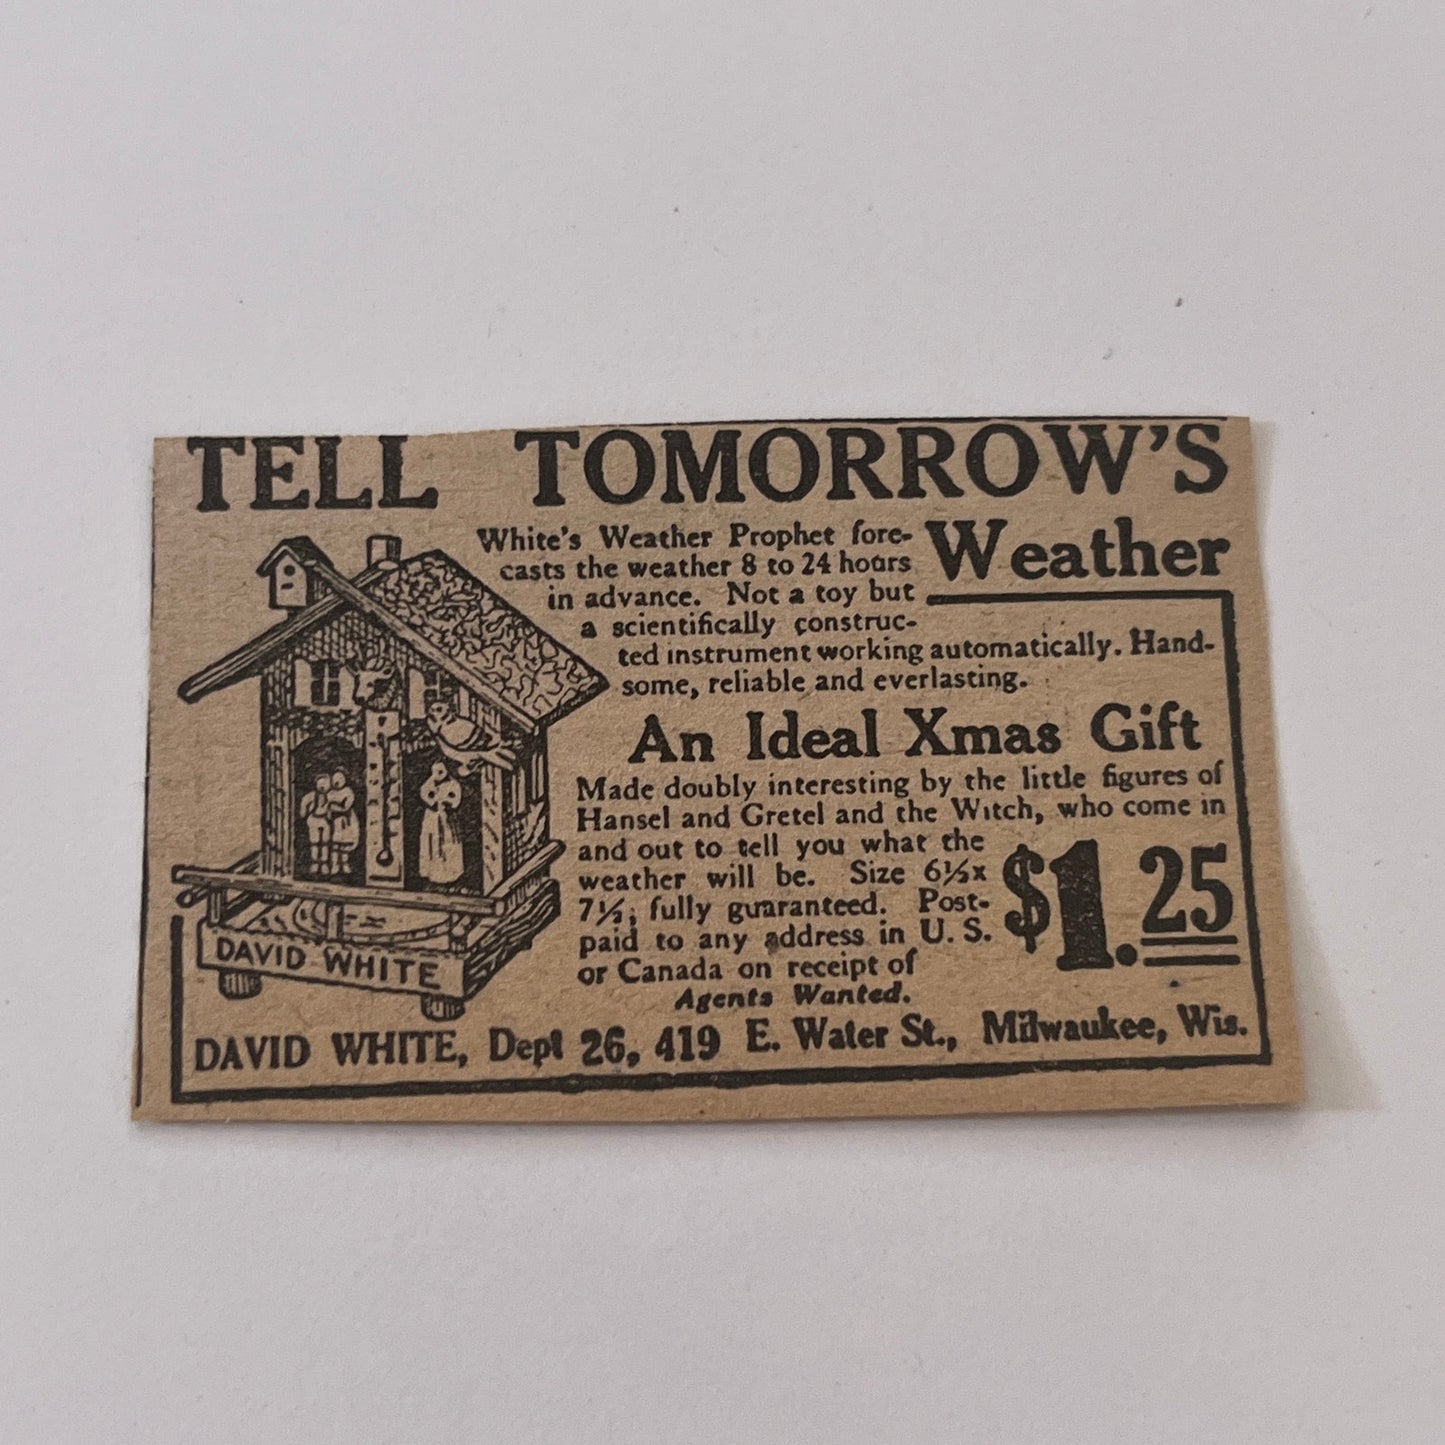 TELL TOMORROW'S
Weather
White's Weather Prophet fore-
casts the weather 8 to 24 hours
in advance. Not a toy but
a scientifically construc-
ted instrument working automatically. Hand-
some, reliable and everlasting.
An Ideal Xmas Gift
Made doubly interesting by the little figures of
Hansel and Gretel and the Witch, who come in
and out to tell you what the
weather will be. Size 6½x
7½; fully guaranteed. Post-
paid to any address in U. S.
or Canada on receipt of
$1.25
Agents Wanted.
DAVID WHITE
DAVID WHITE, Dept 26, 419 E. Water St., Milwaukee, Wis.